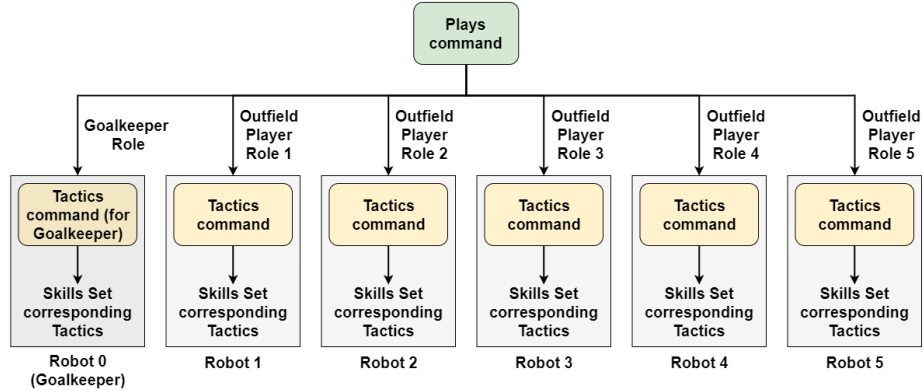 Plays
command
Goalkeeper
Role
Outfield
Player
Role 1
Outfield
Player
Role 2
Outfield
Player
Role 3
Outfield
Player
Role 4
Outfield
Player
Role 5
Tactics
command (for
Goalkeeper)
Tactics
command
Tactics
command
Tactics
command
Tactics
command
Tactics
command
Skills Set
corresponding
Tactics
Skills Set
corresponding
Tactics
Skills Set
corresponding
Tactics
Skills Set
corresponding
Tactics
Skills Set
corresponding
Tactics
Skills Set
corresponding
Tactics
Robot 0
(Goalkeeper)
Robot 1
Robot 2
Robot 3
Robot 4
Robot 5